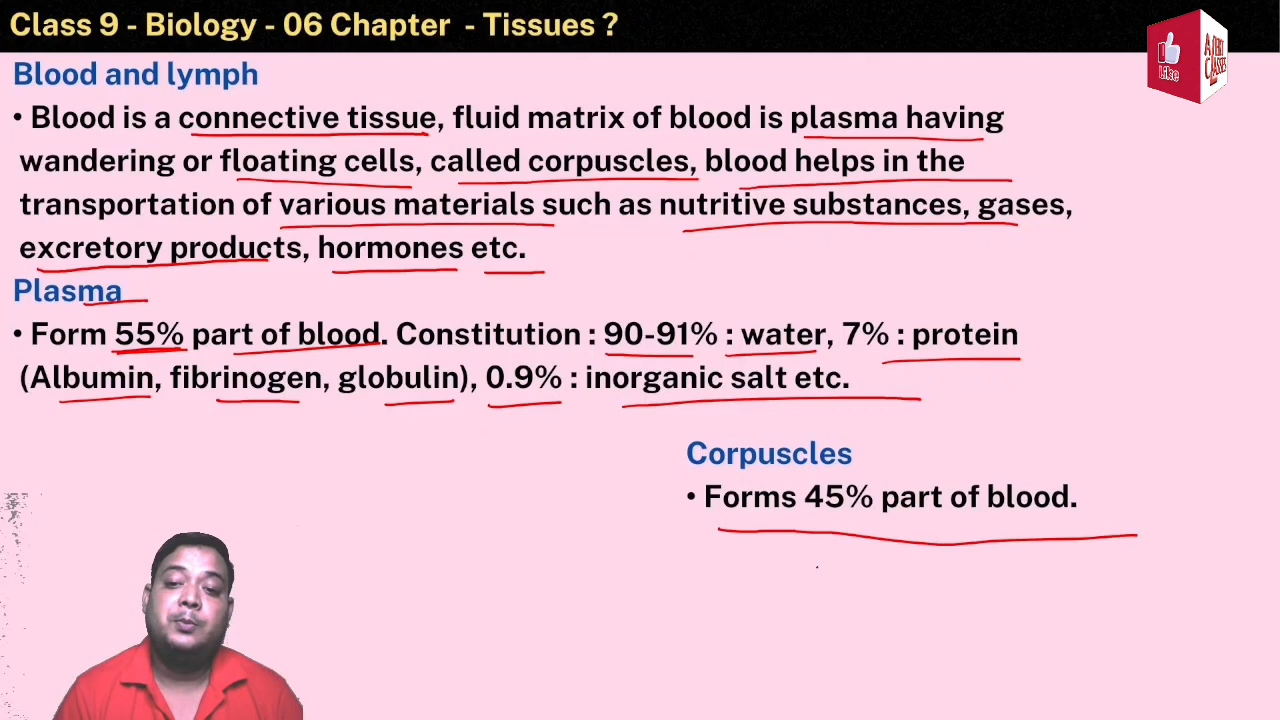 Class 9 - Biology - 06 Chapter - Tissues ?
Like
Blood and lymph
• Blood is a connective tissue, fluid matrix of blood is plasma having
wandering or floating cells, called corpuscles, blood helps in the
transportation of various materials such as nutritive substances, gases,
excretory products, hormones etc.
Plasma
• Form 55% part of blood. Constitution : 90-91% : water, 7% : protein
(Albumin, fibrinogen, globulin), 0.9% : inorganic salt etc.
Corpuscles
• Forms 45% part of blood.